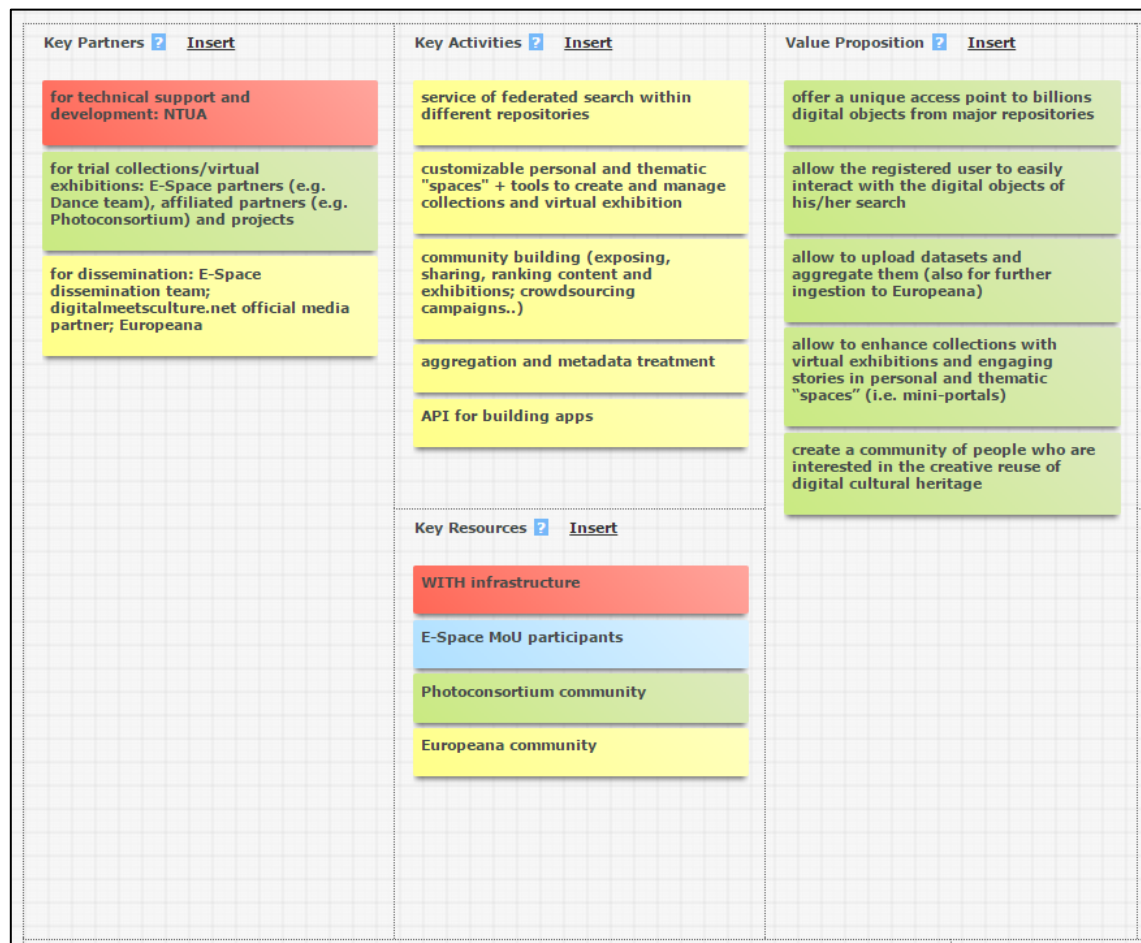 Key Partners ? Insert
for technical support and
development: NTUA
for trial collections/virtual
exhibitions: E-Space partners (e.g.
Dance team), affiliated partners (e.g.
Photoconsortium) and projects
for dissemination: E-Space
dissemination team;
digitalmeetsculture.net official media
partner; Europeana
Key Activities ? Insert
service of federated search within
different repositories
customizable personal and thematic
"spaces" + tools to create and manage
collections and virtual exhibition
community building (exposing,
sharing, ranking content and
exhibitions; crowdsourcing
campaigns..)
aggregation and metadata treatment
API for building apps
Key Resources ? Insert
WITH infrastructure
E-Space MoU participants
Photoconsortium community
Europeana community
Value Proposition ? Insert
offer a unique access point to billions
digital objects from major repositories
allow the registered user to easily
interact with the digital objects of
his/her search
allow to upload datasets and
aggregate them (also for further
ingestion to Europeana)
allow to enhance collections with
virtual exhibitions and engaging
stories in personal and thematic
“spaces” (i.e. mini-portals)
create a community of people who are
interested in the creative reuse of
digital cultural heritage